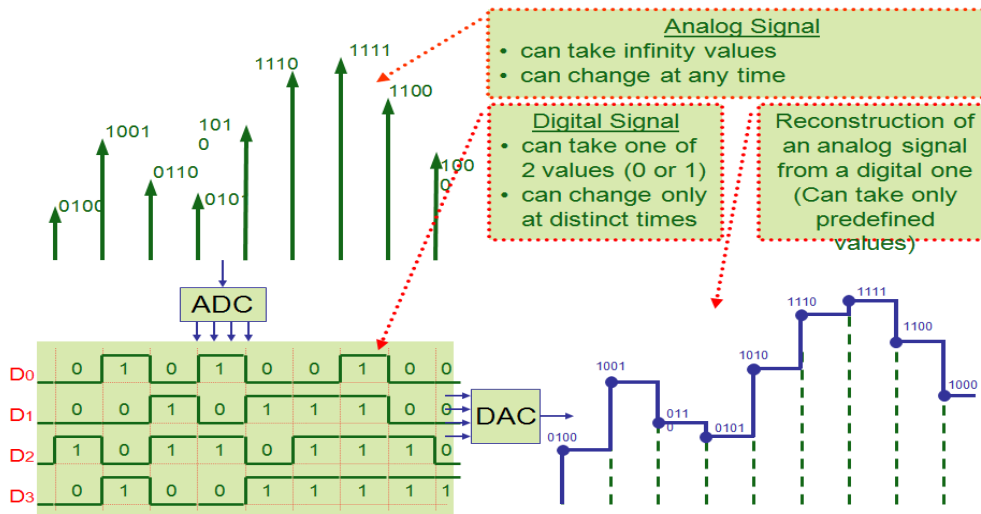 Analog Signal
• can take infinity values
• can change at any time
Digital Signal
• can take one of
2 values (0 or 1)
• can change only
at distinct times
Reconstruction of
an analog signal
from a digital one
(Can take only
predefined
values)
0100
1001
0110
0101
101
0
1110
1111
1100
100
0
ADC
D0 0 1 0 1 0 0 1 0 0
D1 0 0 1 0 1 1 1 0 0
D2 1 0 1 1 0 1 1 1 0
D3 0 1 0 0 1 1 1 1 1
DAC
0100
1001
011
0
0101
1010
1110
1111
1100
1000